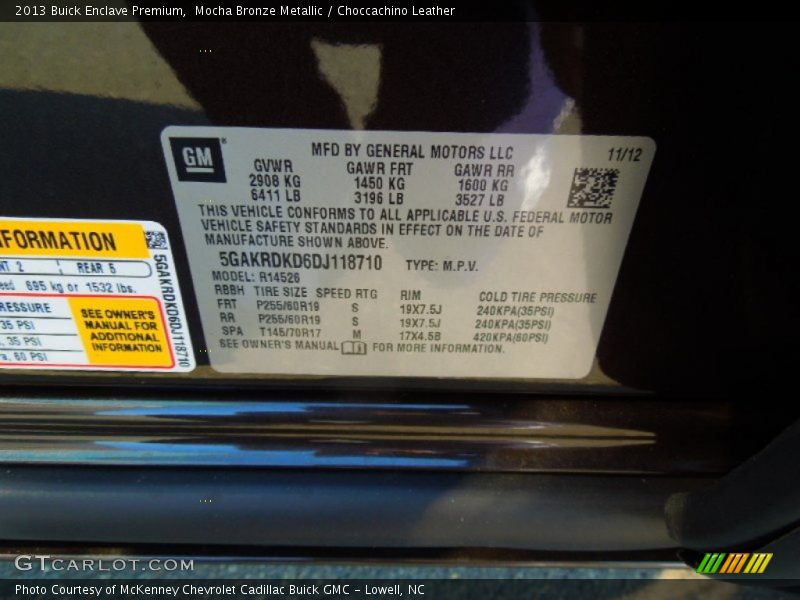 2013 Buick Enclave Premium,  Mocha Bronze Metallic / Choccachino Leather
GM
MFD BY GENERAL MOTORS LLC
11/12
GVWR GAWR FRT GAWR RR
2908 KG 1450 KG 1600 KG
6411 LB 3196 LB 3527 LB
THIS VEHICLE CONFORMS TO ALL APPLICABLE U.S. FEDERAL MOTOR
VEHICLE SAFETY STANDARDS IN EFFECT ON THE DATE OF
MANUFACTURE SHOWN ABOVE.
5GAKRDKD6DJ118710 TYPE: M.P.V.
MODEL: R14526
RBBH TIRE SIZE SPEED RTG RIM COLD TIRE PRESSURE
FRT P255/60R19 S 19X7.5J 240KPA(35PSI)
RR P255/60R19 S 19X7.5J 240KPA(35PSI)
SPA T145/70R17 M 17X4.5B 420KPA(60PSI)
SEE OWNER'S MANUAL FOR MORE INFORMATION.
FORMATION
NT 2 REAR 5
eed 695 kg or 1532 lbs.
RESSURE
35 PSI
, 35 PSI
a, 60 PSI
SEE OWNER'S
MANUAL FOR
ADDITIONAL
INFORMATION
5GAKRDKD6DJ118710
GTCARLOT.COM
Photo Courtesy of McKenney Chevrolet Cadillac Buick GMC - Lowell, NC